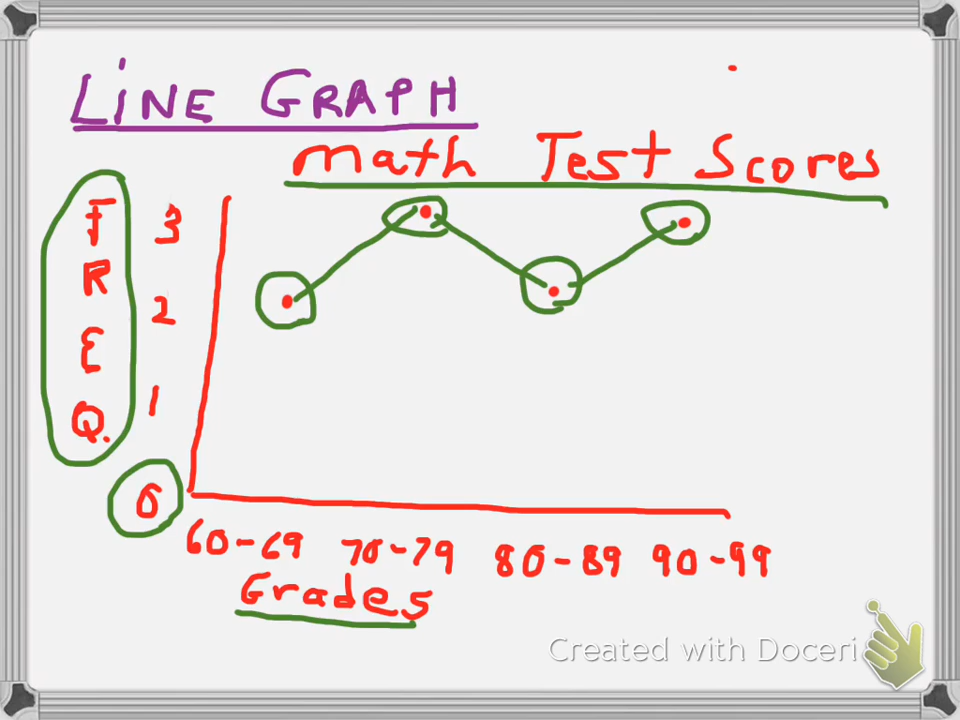 LiNE GRAPH
Math Test Scores
FREQ.
3
2
1
0
60-69 70-79 80-89 90-99
Grades
Created with Doceri